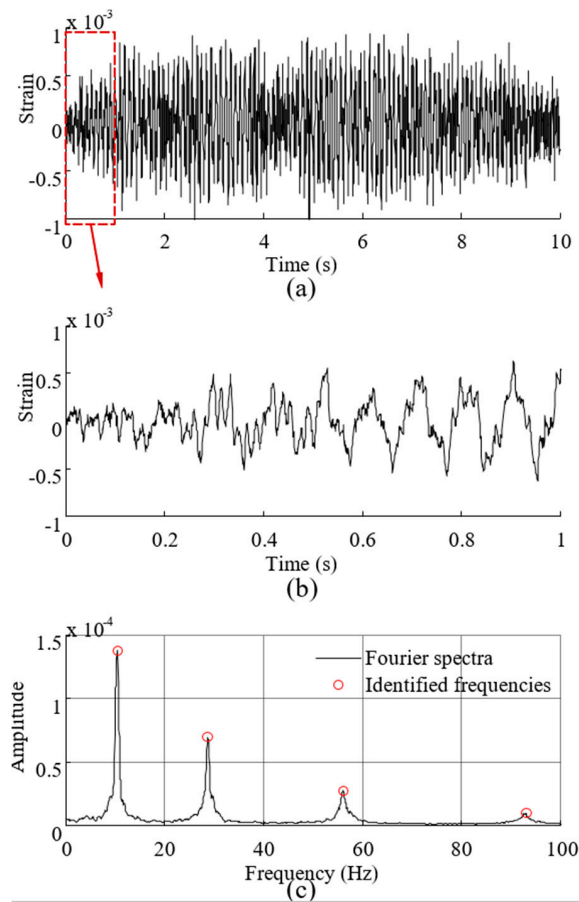 x 10⁻³
1
0.5
0
-0.5
-1
Strain
0 2 4 6 8 10
Time (s)
(a)
x 10⁻³
1
0.5
0
-0.5
-1
Strain
0 0.2 0.4 0.6 0.8 1
Time (s)
(b)
x 10⁻⁴
1.5
1
0.5
0
Amplitude
Fourier spectra
Identified frequencies
0 20 40 60 80 100
Frequency (Hz)
(c)